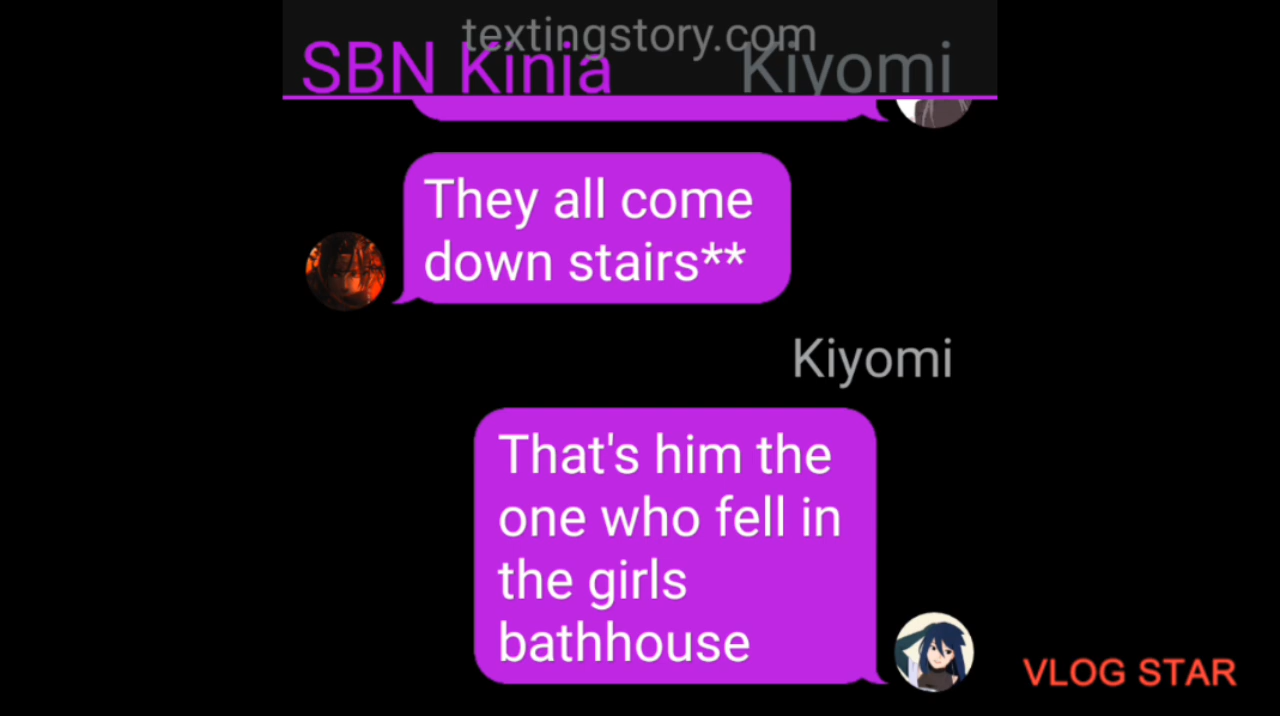 textingstory.com
SBN Kinja
Kiyomi
They all come
down stairs**
Kiyomi
That's him the
one who fell in
the girls
bathhouse
VLOG STAR